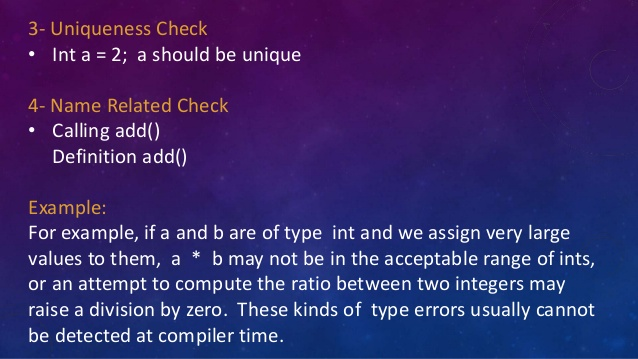 3- Uniqueness Check
• Int a = 2;  a should be unique
4- Name Related Check
• Calling add()
Definition add()
Example:
For example, if a and b are of type  int and we assign very large
values to them,  a  *  b may not be in the acceptable range of ints,
or an attempt to compute the ratio between two integers may
raise a division by zero.  These kinds of  type errors usually cannot
be detected at compiler time.